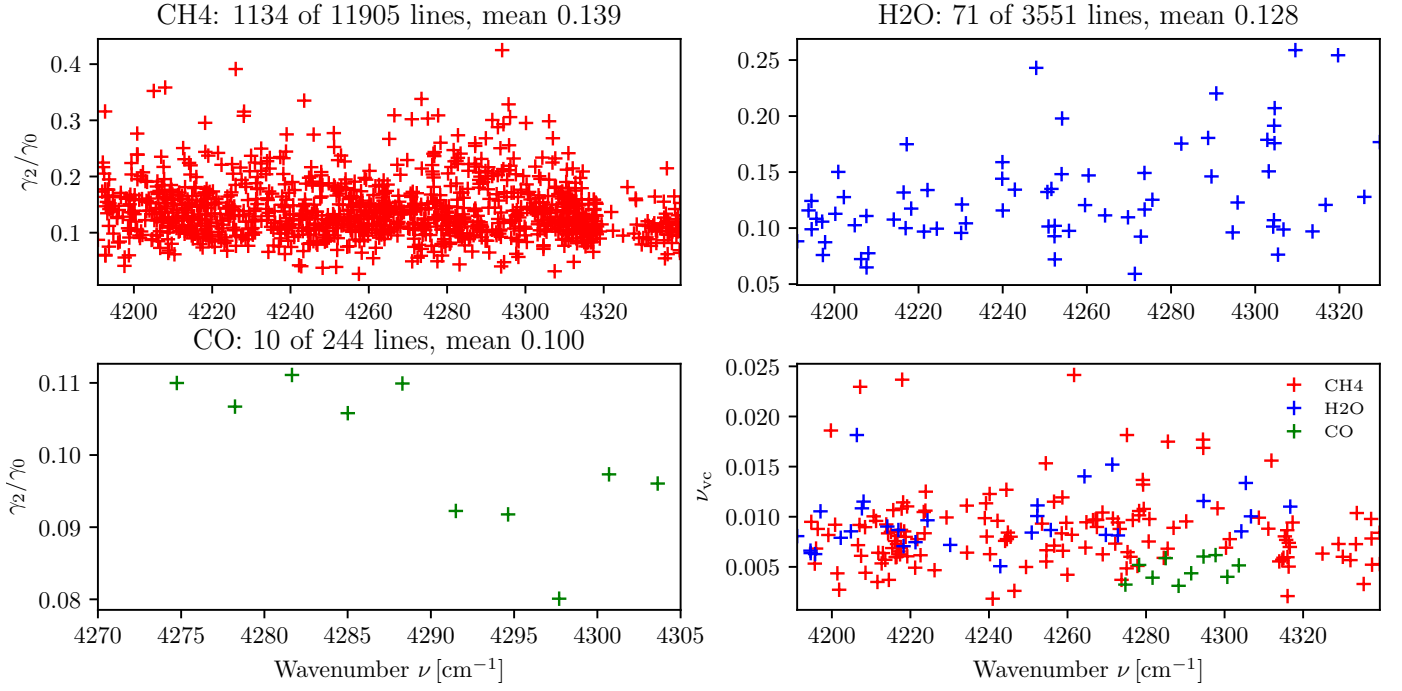 CH4: 1134 of 11905 lines, mean 0.139
γ₂/γ₀
0.4
0.3
0.2
0.1
4200 4220 4240 4260 4280 4300 4320
H2O: 71 of 3551 lines, mean 0.128
0.25
0.20
0.15
0.10
0.05
4200 4220 4240 4260 4280 4300 4320
CO: 10 of 244 lines, mean 0.100
γ₂/γ₀
0.11
0.10
0.09
0.08
4270 4275 4280 4285 4290 4295 4300 4305
Wavenumber ν [cm⁻¹]
ν_vc
0.025
0.020
0.015
0.010
0.005
CH4
H2O
CO
4200 4220 4240 4260 4280 4300 4320
Wavenumber ν [cm⁻¹]